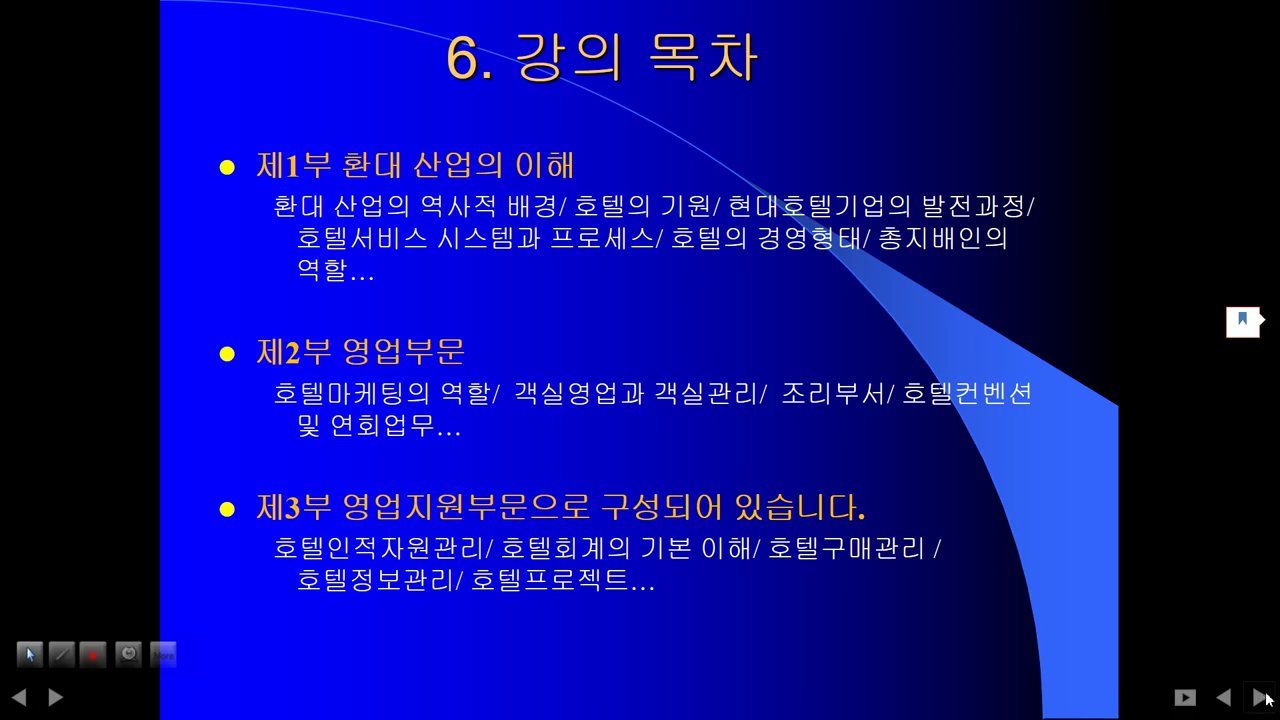 6. 강의 목차
제1부 환대 산업의 이해
환대 산업의 역사적 배경/ 호텔의 기원/ 현대호텔기업의 발전과정/
호텔서비스 시스템과 프로세스/ 호텔의 경영형태/ 총지배인의
역할…
제2부 영업부문
호텔마케팅의 역할/ 객실영업과 객실관리/ 조리부서/ 호텔컨벤션
및 연회업무…
제3부 영업지원부문으로 구성되어 있습니다.
호텔인적자원관리/ 호텔회계의 기본 이해/ 호텔구매관리 /
호텔정보관리/ 호텔프로젝트…
More